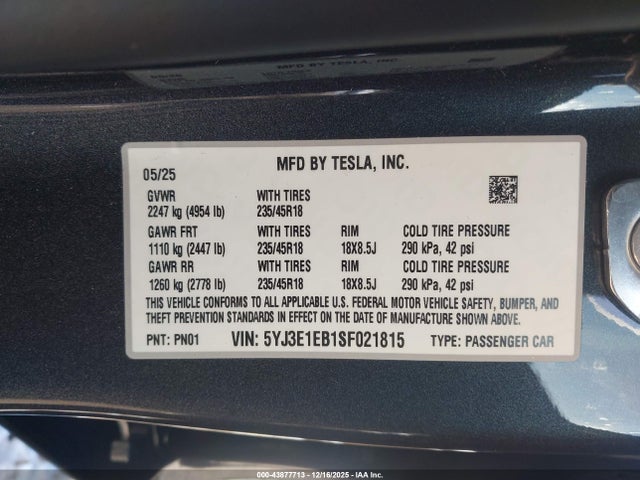 MFD BY TESLA, INC.
05/25 MFD BY TESLA, INC.
GVWR WITH TIRES
2247 kg (4954 lb) 235/45R18
GAWR FRT WITH TIRES RIM COLD TIRE PRESSURE
1110 kg (2447 lb) 235/45R18 18X8.5J 290 kPa, 42 psi
GAWR RR WITH TIRES RIM COLD TIRE PRESSURE
1260 kg (2778 lb) 235/45R18 18X8.5J 290 kPa, 42 psi
THIS VEHICLE CONFORMS TO ALL APPLICABLE U.S. FEDERAL MOTOR VEHICLE SAFETY, BUMPER, AND
THEFT PREVENTION STANDARDS IN EFFECT ON THE DATE OF MANUFACTURE SHOWN ABOVE.
PNT: PN01 VIN: 5YJ3E1EB1SF021815 TYPE: PASSENGER CAR
000-43877713 - 12/16/2025 - IAA Inc.